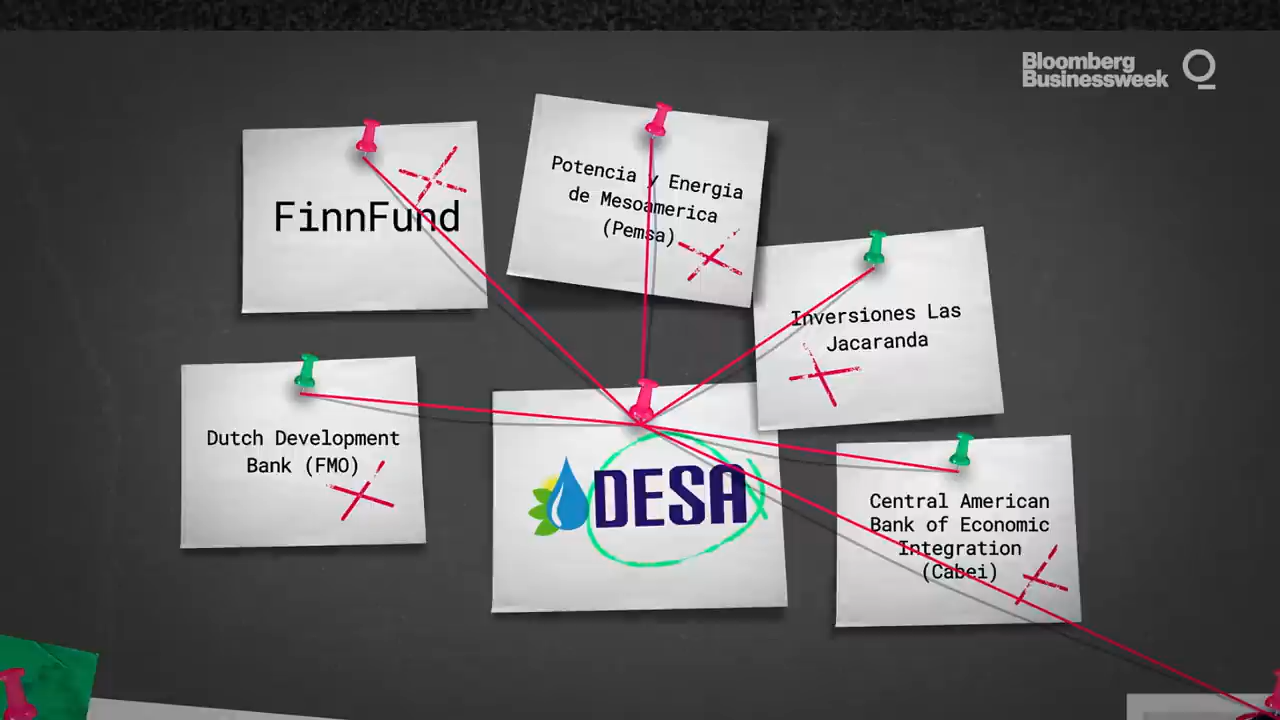 Bloomberg
Businessweek
FinnFund
Potencia y Energia
de Mesoamerica
(Pemsa)
Inversiones Las
Jacaranda
Dutch Development
Bank (FMO)
DESA
Central American
Bank of Economic
Integration
(Cabei)